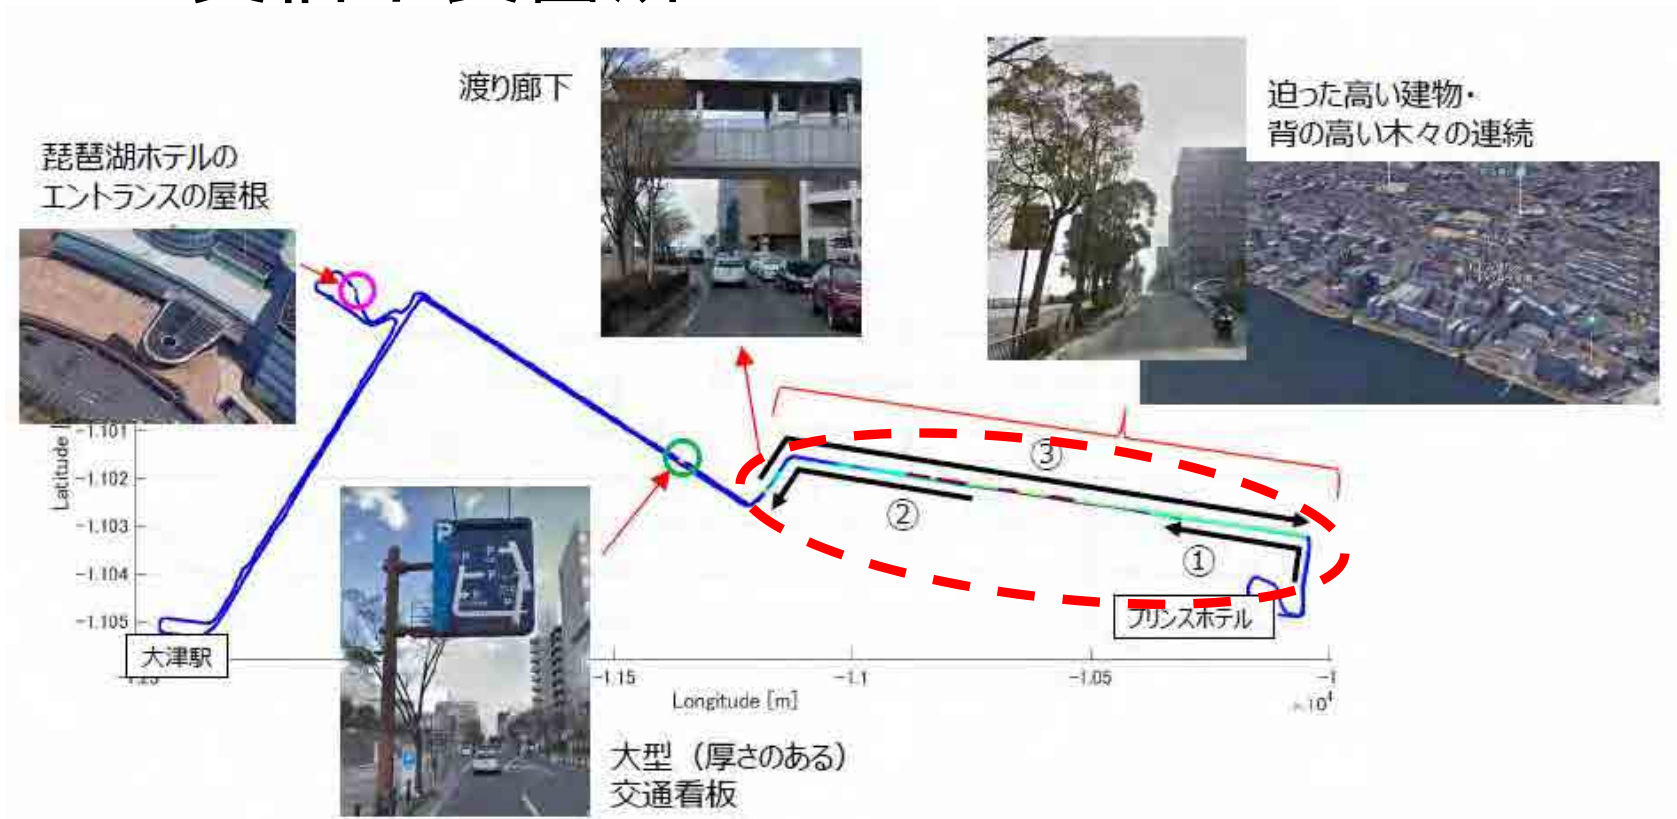 渡り廊下
迫った高い建物・
背の高い木々の連続
琵琶湖ホテルの
エントランスの屋根
Latitude
-1.101
-1.102
-1.103
-1.104
-1.105
③
②
①
P
プリンスホテル
大津駅
-1.15
-1.1
-1.05
-1
Longitude [m]
×10⁴
大型（厚さのある）
交通看板